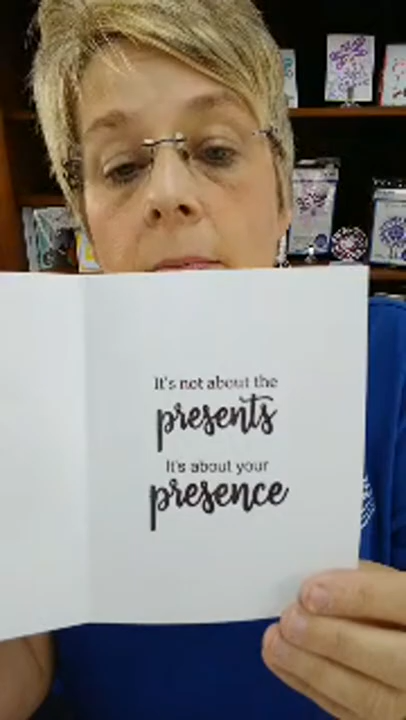 It's not about the
presents
It's about your
presence